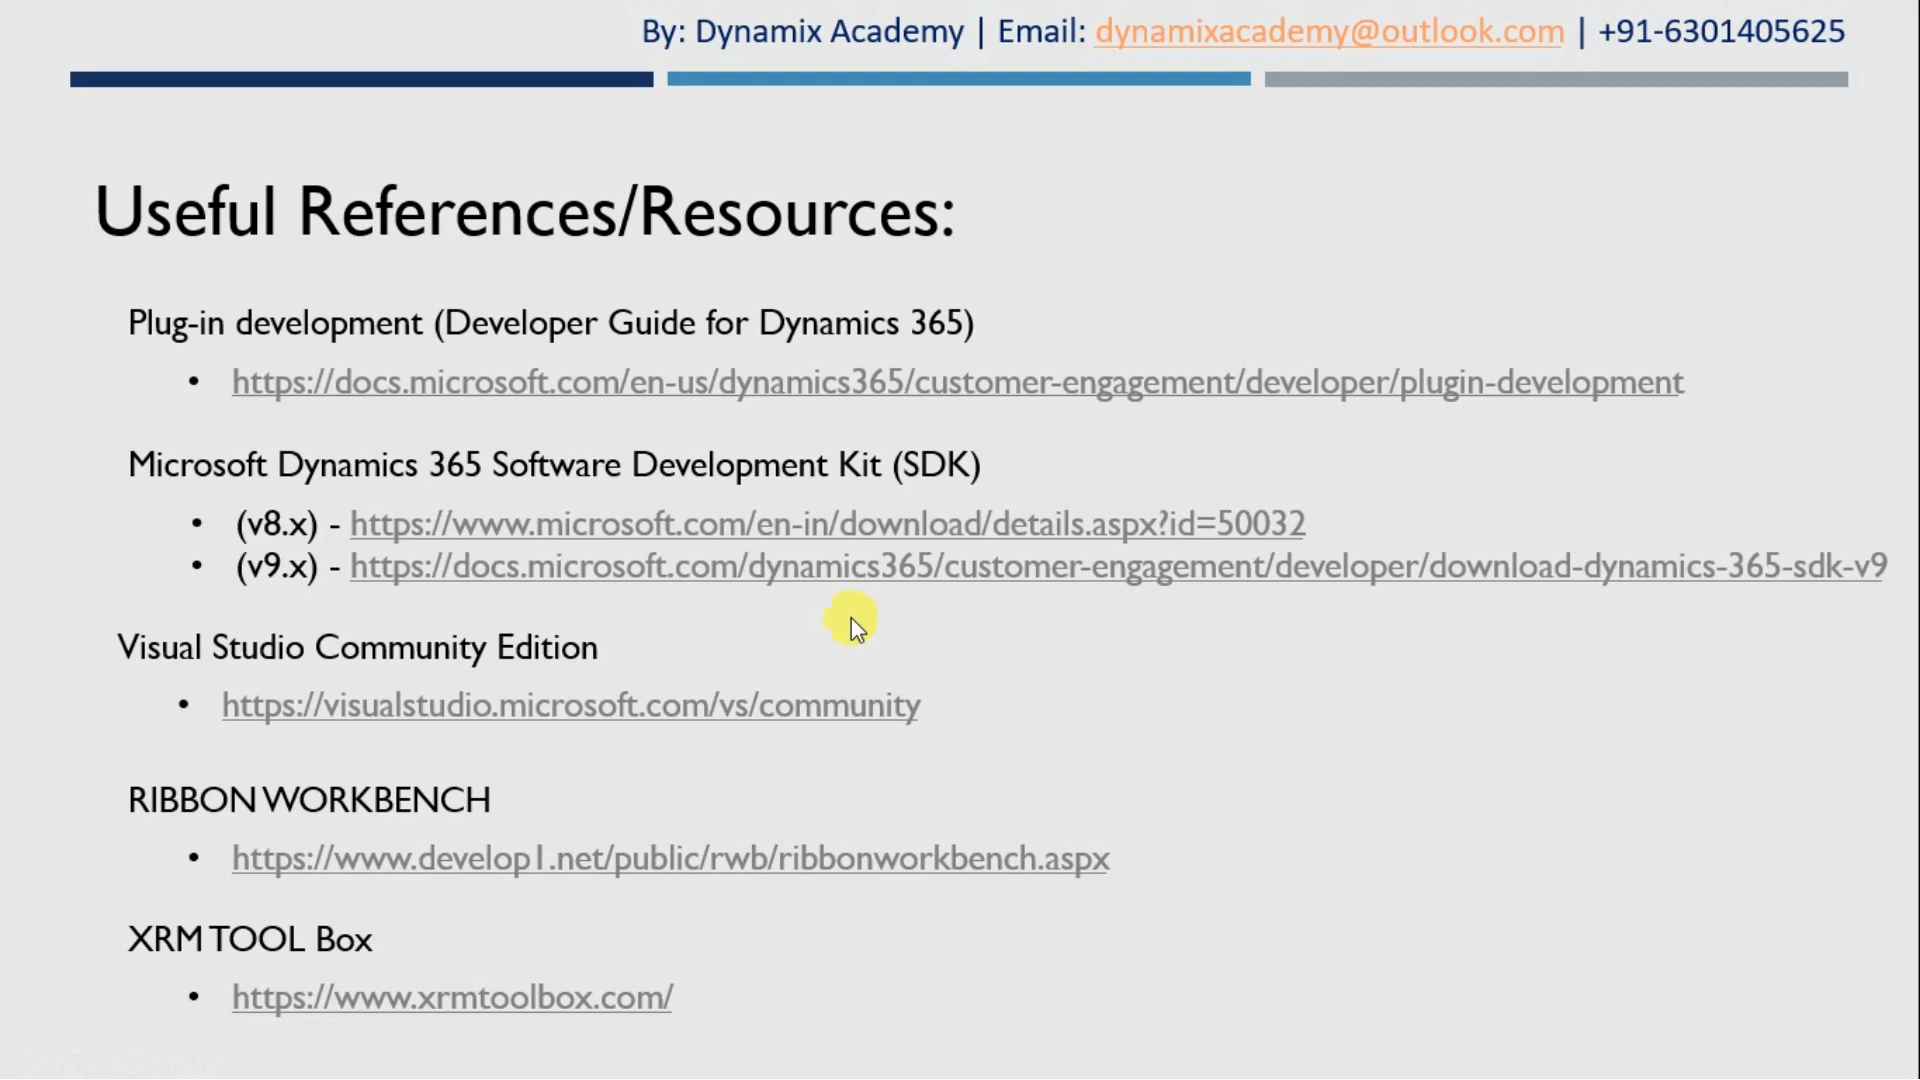 By: Dynamix Academy | Email: dynamixacademy@outlook.com | +91-6301405625
Useful References/Resources:
Plug-in development (Developer Guide for Dynamics 365)
• https://docs.microsoft.com/en-us/dynamics365/customer-engagement/developer/plugin-development
Microsoft Dynamics 365 Software Development Kit (SDK)
• (v8.x) - https://www.microsoft.com/en-in/download/details.aspx?id=50032
• (v9.x) - https://docs.microsoft.com/dynamics365/customer-engagement/developer/download-dynamics-365-sdk-v9
Visual Studio Community Edition
• https://visualstudio.microsoft.com/vs/community
RIBBON WORKBENCH
• https://www.develop1.net/public/rwb/ribbonworkbench.aspx
XRM TOOL Box
• https://www.xrmtoolbox.com/